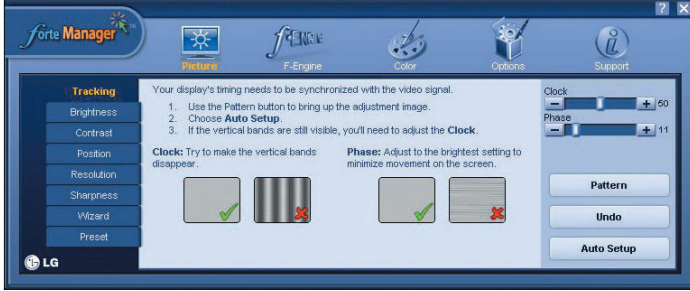 ? X
forte Manager
Picture
F-ENGINE
F-Engine
Color
Options
Support
Tracking
Brightness
Contrast
Position
Resolution
Sharpness
Wizard
Preset
LG
Your display's timing needs to be synchronized with the video signal.
1. Use the Pattern button to bring up the adjustment image.
2. Choose Auto Setup.
3. If the vertical bands are still visible, you'll need to adjust the Clock.
Clock: Try to make the vertical bands
disappear.
Phase: Adjust to the brightest setting to
minimize movement on the screen.
Clock
50
Phase
11
Pattern
Undo
Auto Setup